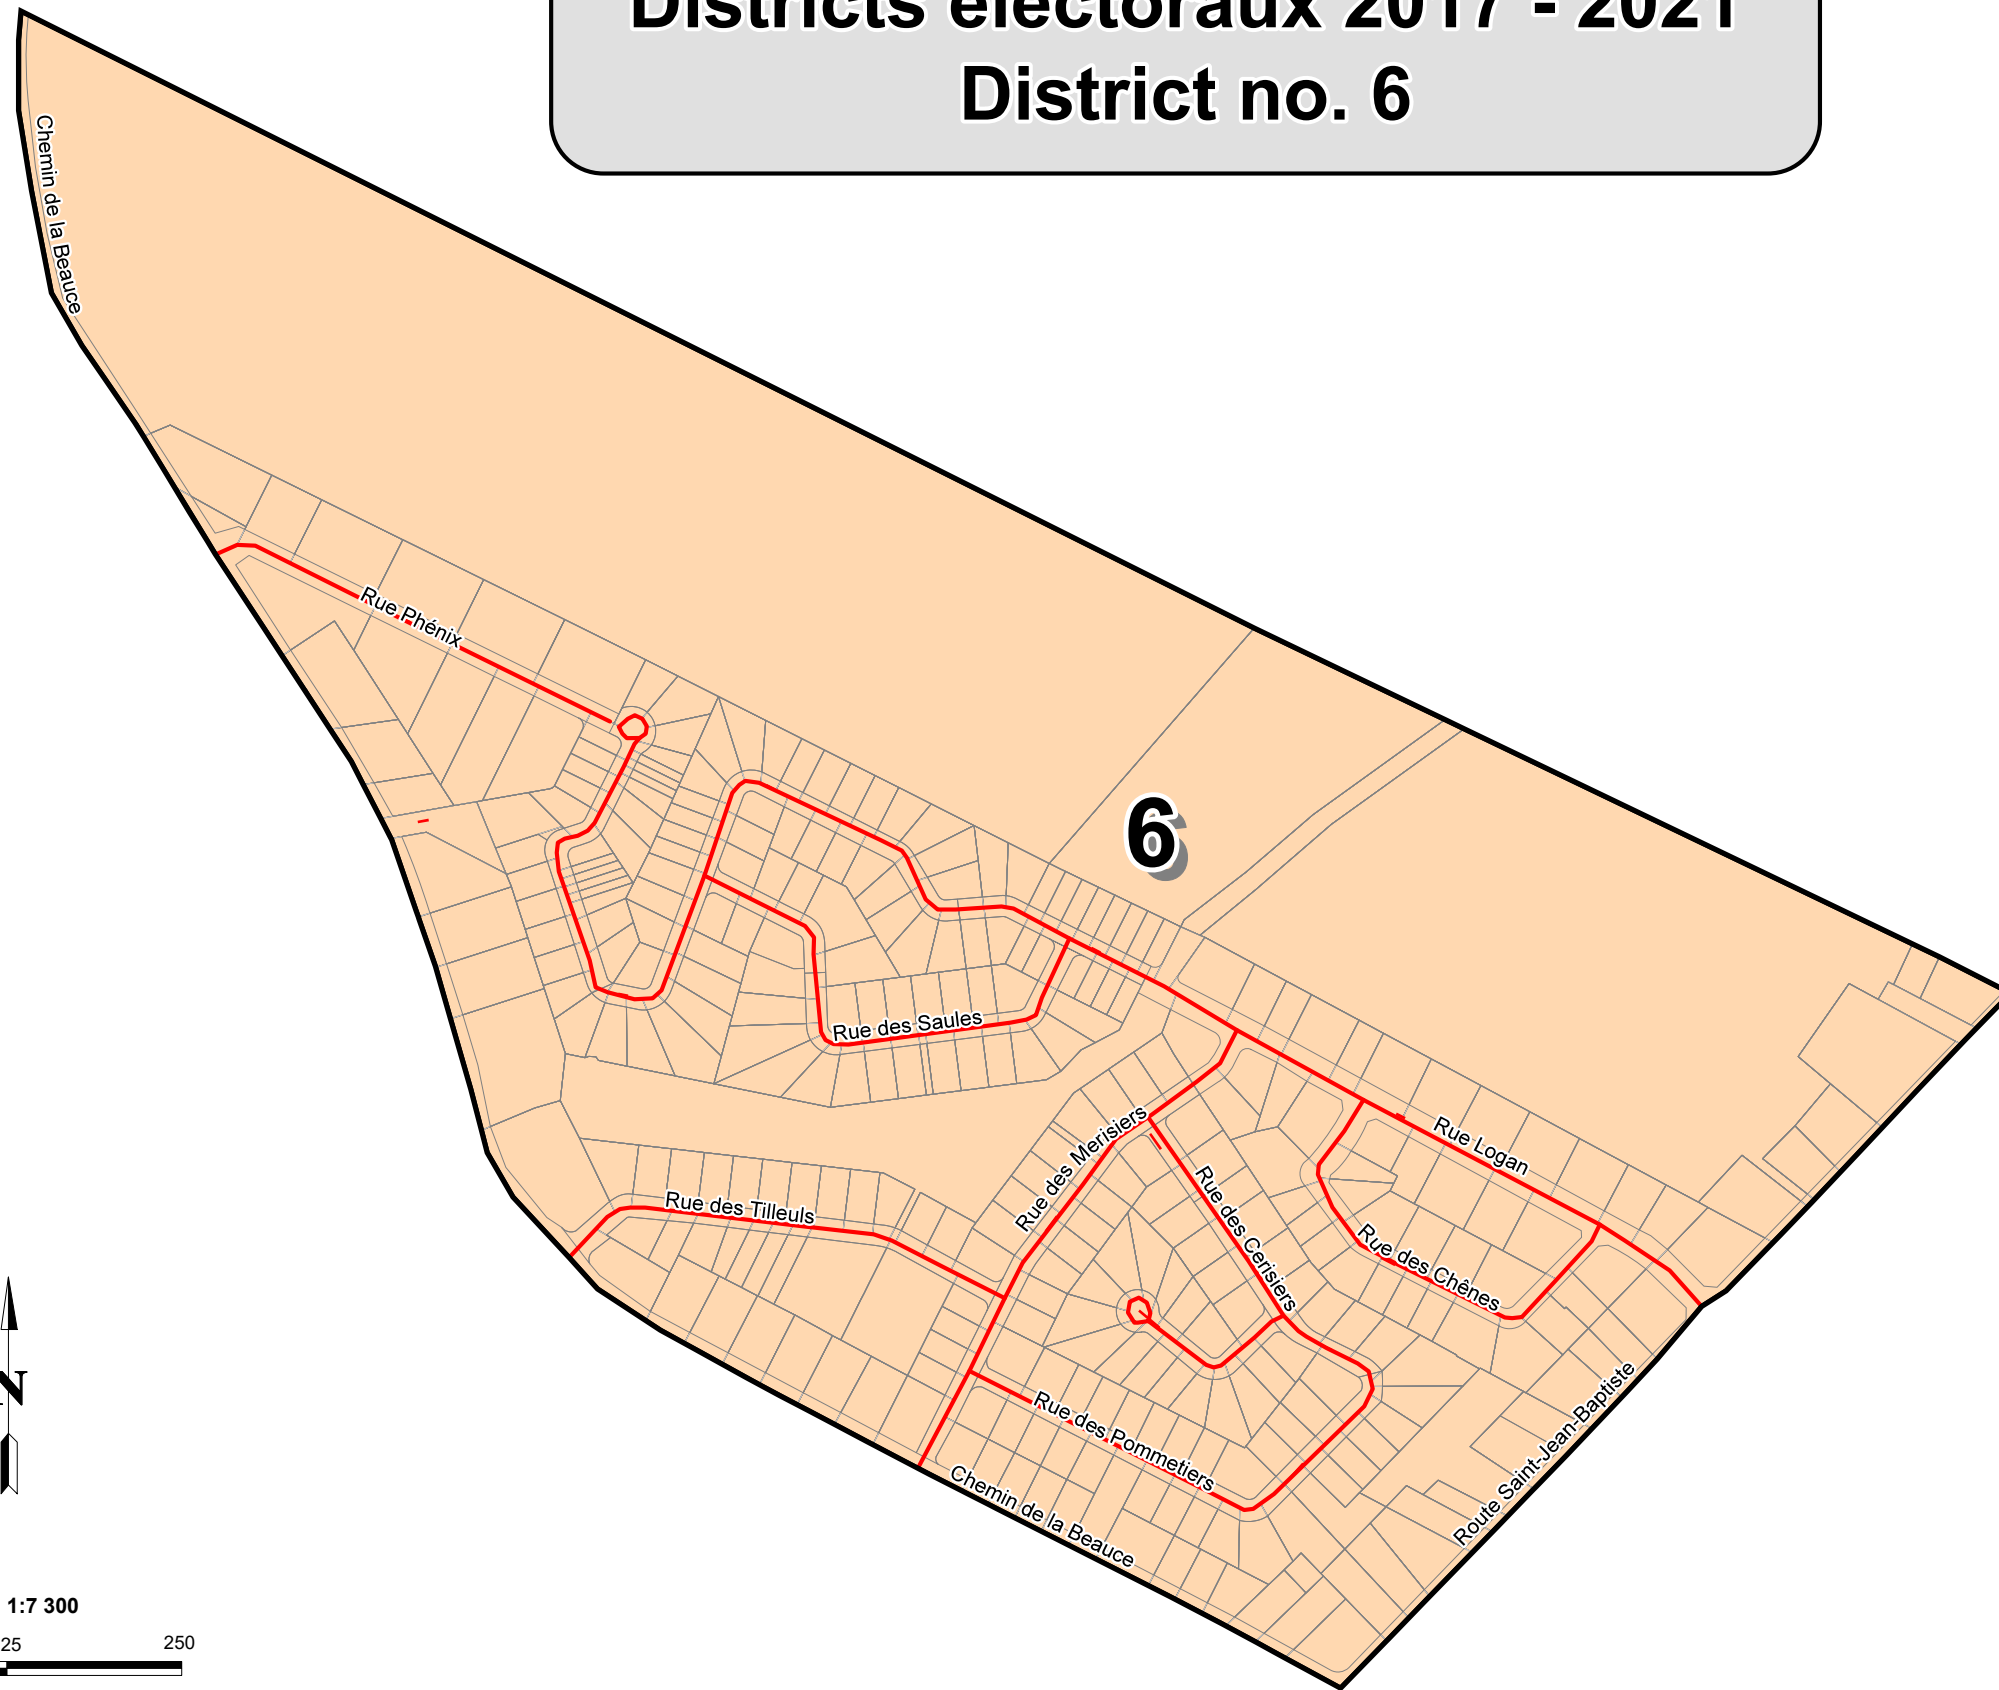 Districts électoraux 2017 - 2021
District no. 6
Chemin de la Beauce
Rue Phénix
6
Rue des Saules
Rue des Merisiers
Rue Logan
Rue des Tilleuls
Rue des Cerisiers
Rue des Chênes
Rue des Pommetiers
Route Saint-Jean-Baptiste
Chemin de la Beauce
N
1:7 300
25 250